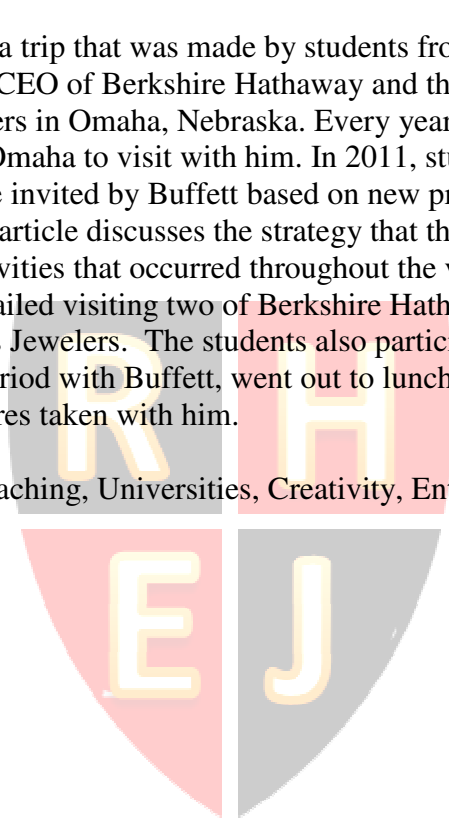 a trip that was made by students fro
CEO of Berkshire Hathaway and th
ers in Omaha, Nebraska. Every year
Omaha to visit with him. In 2011, stu
e invited by Buffett based on new pr
article discusses the strategy that th
vities that occurred throughout the v
ailed visiting two of Berkshire Hath
s Jewelers.  The students also partici
riod with Buffett, went out to lunch
res taken with him.
aching, Universities, Creativity, Ent
R H
E J